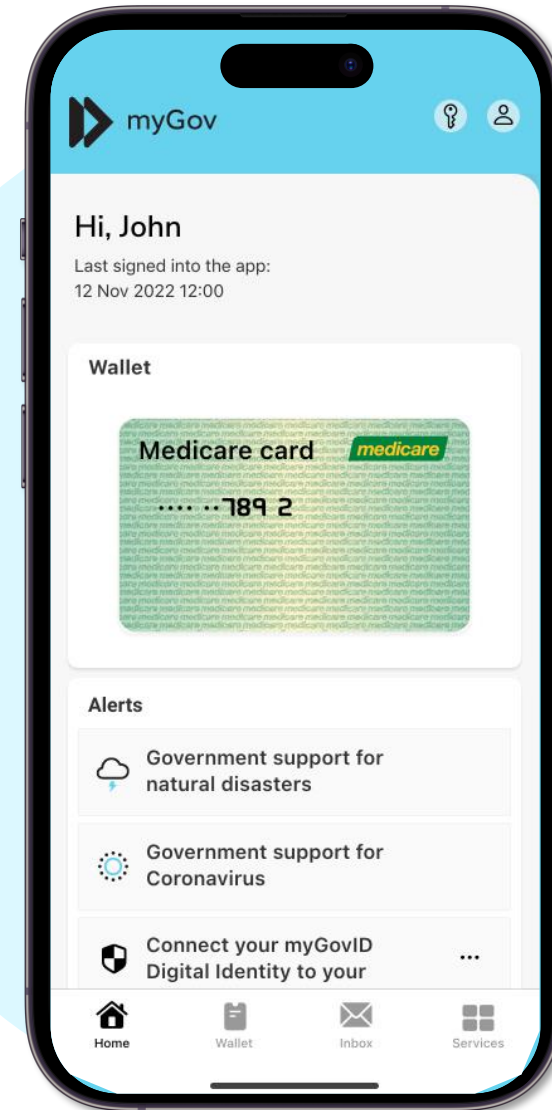 myGov
Hi, John
Last signed into the app:
12 Nov 2022 12:00
Wallet
Medicare card
medicare
···· ··789 2
Alerts
Government support for
natural disasters
Government support for
Coronavirus
Connect your myGovID
Digital Identity to your
...
Home
Wallet
Inbox
Services